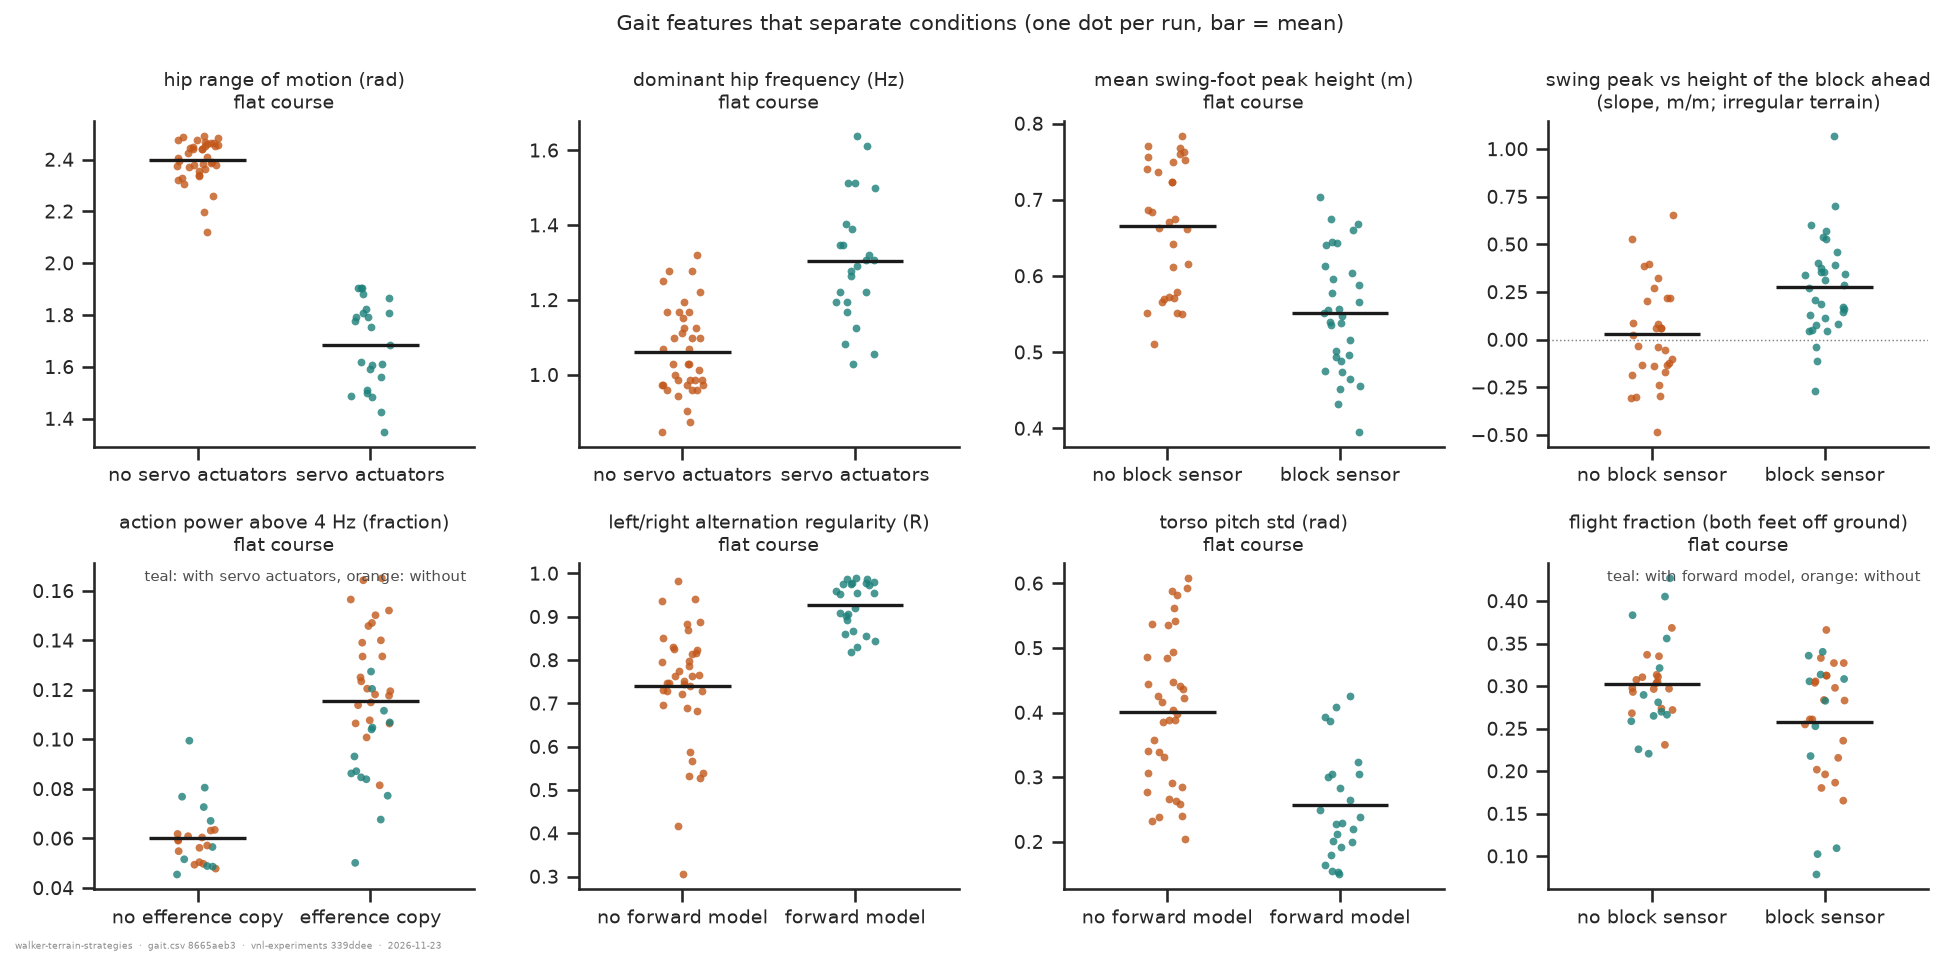 Gait features that separate conditions (one dot per run, bar = mean)
hip range of motion (rad)
flat course
2.4
2.2
2.0
1.8
1.6
1.4
no servo actuators
servo actuators
dominant hip frequency (Hz)
flat course
1.6
1.4
1.2
1.0
no servo actuators
servo actuators
mean swing-foot peak height (m)
flat course
0.8
0.7
0.6
0.5
0.4
no block sensor
block sensor
swing peak vs height of the block ahead
(slope, m/m; irregular terrain)
1.00
0.75
0.50
0.25
0.00
−0.25
−0.50
no block sensor
block sensor
action power above 4 Hz (fraction)
flat course
teal: with servo actuators, orange: without
0.16
0.14
0.12
0.10
0.08
0.06
0.04
no efference copy
efference copy
left/right alternation regularity (R)
flat course
1.0
0.9
0.8
0.7
0.6
0.5
0.4
0.3
no forward model
forward model
torso pitch std (rad)
flat course
0.6
0.5
0.4
0.3
0.2
no forward model
forward model
flight fraction (both feet off ground)
flat course
teal: with forward model, orange: without
0.40
0.35
0.30
0.25
0.20
0.15
0.10
no block sensor
block sensor
walker-terrain-strategies · gait.csv 8665aeb3 · vnl-experiments 339ddee · 2026-11-23